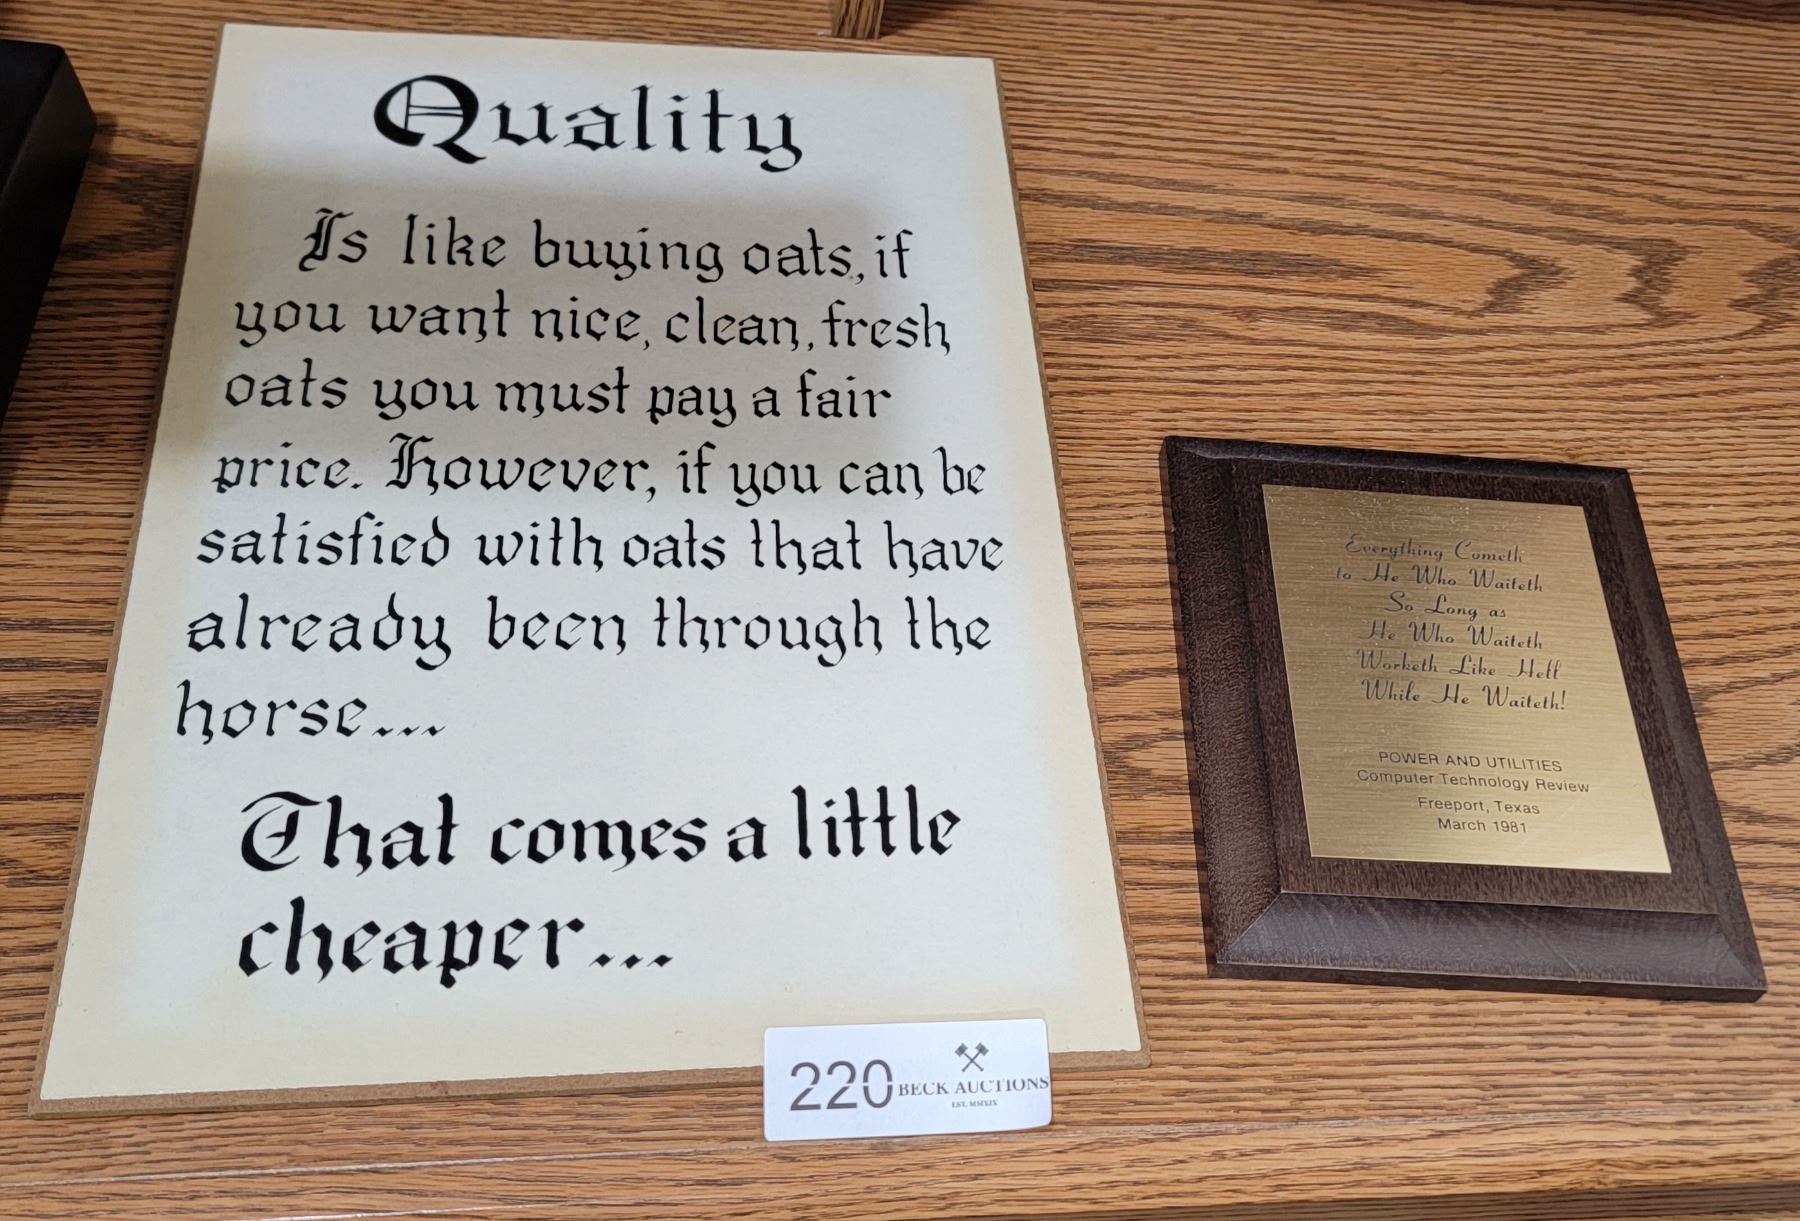 Quality
Is like buying oats, if
you want nice, clean, fresh
oats you must pay a fair
price. However, if you can be
satisfied with oats that have
already been through the
horse...
That comes a little
cheaper...
220 BECK AUCTIONS
EST. MMXIX
Everything Cometh
to He Who Waiteth
So Long as
He Who Waiteth
Worketh Like Hell
While He Waiteth!
POWER AND UTILITIES
Computer Technology Review
Freeport, Texas
March 1981